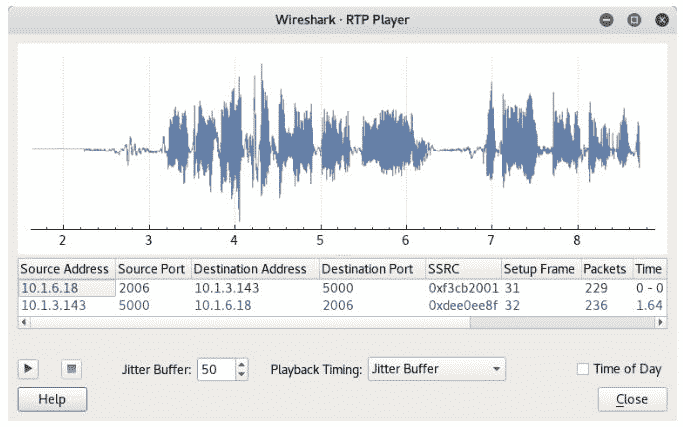 Wireshark · RTP Player
2 3 4 5 6 7 8
Source Address Source Port Destination Address Destination Port SSRC Setup Frame Packets Time
10.1.6.18 2006 10.1.3.143 5000 0xf3cb2001 31 229 0 - 0
10.1.3.143 5000 10.1.6.18 2006 0xdee0ee8f 32 236 1.64
Jitter Buffer: 50 Playback Timing: Jitter Buffer Time of Day
Help Close